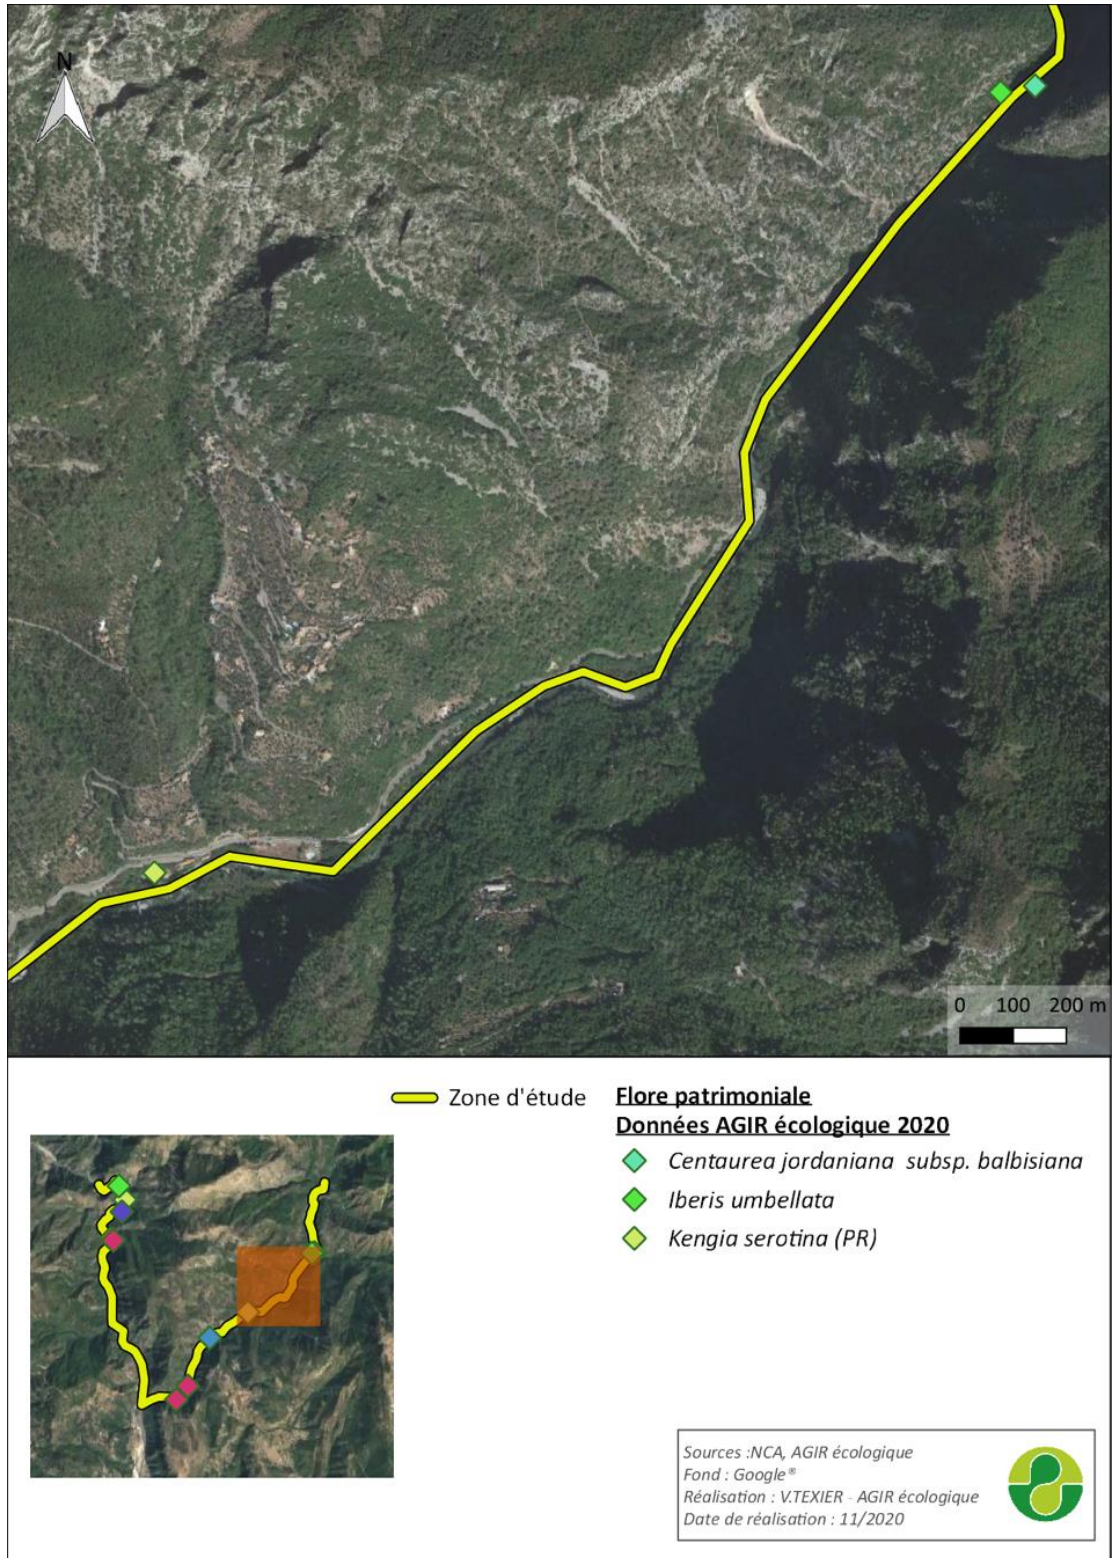 N
0 100 200 m
Zone d'étude
Flore patrimoniale
Données AGIR écologique 2020
Centaurea jordaniana subsp. balbisiana
Iberis umbellata
Kengia serotina (PR)
Sources :NCA, AGIR écologique
Fond : Google®
Réalisation : V.TEXIER - AGIR écologique
Date de réalisation : 11/2020